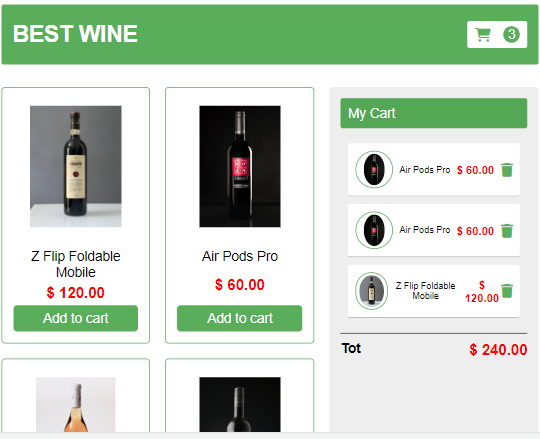 BEST WINE
3
Z Flip Foldable
Mobile
$ 120.00
Add to cart
Air Pods Pro
$ 60.00
Add to cart
My Cart
Air Pods Pro
$ 60.00
Air Pods Pro
$ 60.00
Z Flip Foldable
Mobile
$
120.00
Tot
$ 240.00